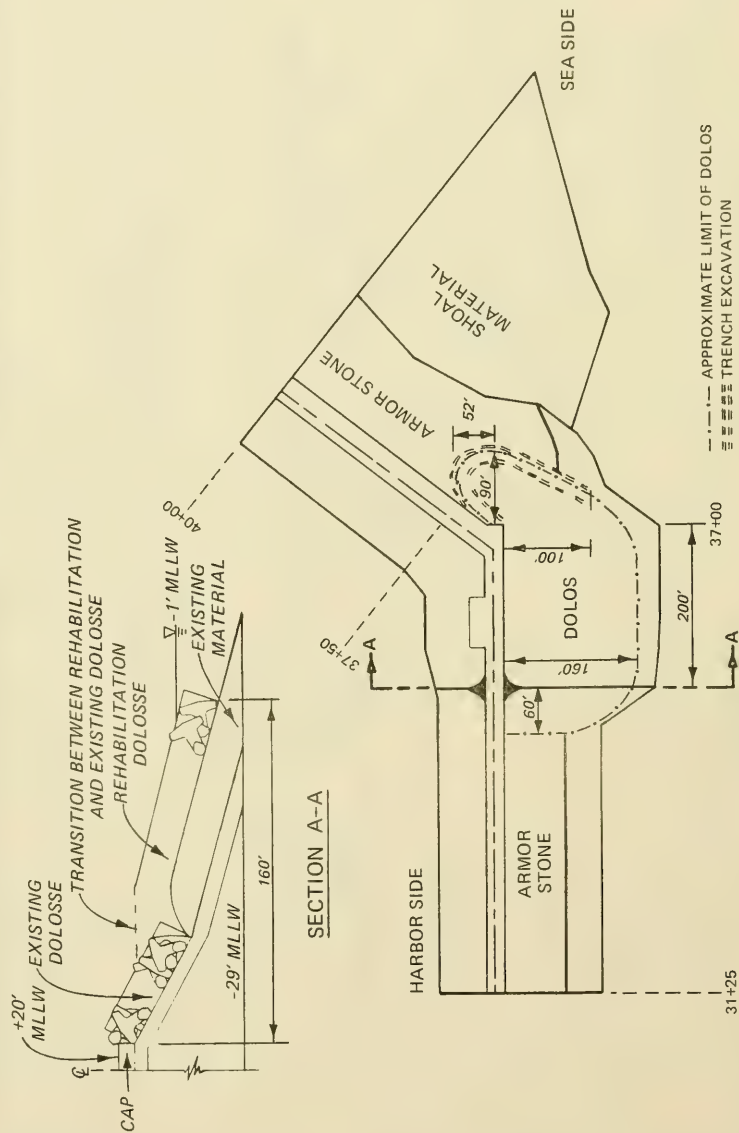 ℄
CAP
+20'
MLLW
EXISTING
DOLOSSE
TRANSITION BETWEEN REHABILITATION
AND EXISTING DOLOSSE
REHABILITATION
DOLOSSE
-1' MLLW
EXISTING
MATERIAL
-29' MLLW
160'
SECTION A-A
HARBOR SIDE
ARMOR
STONE
31+25
60'
A
A
160'
DOLOS
100'
200'
37+00
37+50
40+00
90'
52'
ARMOR STONE
SHOAL
MATERIAL
SEA SIDE
APPROXIMATE LIMIT OF DOLOS
TRENCH EXCAVATION